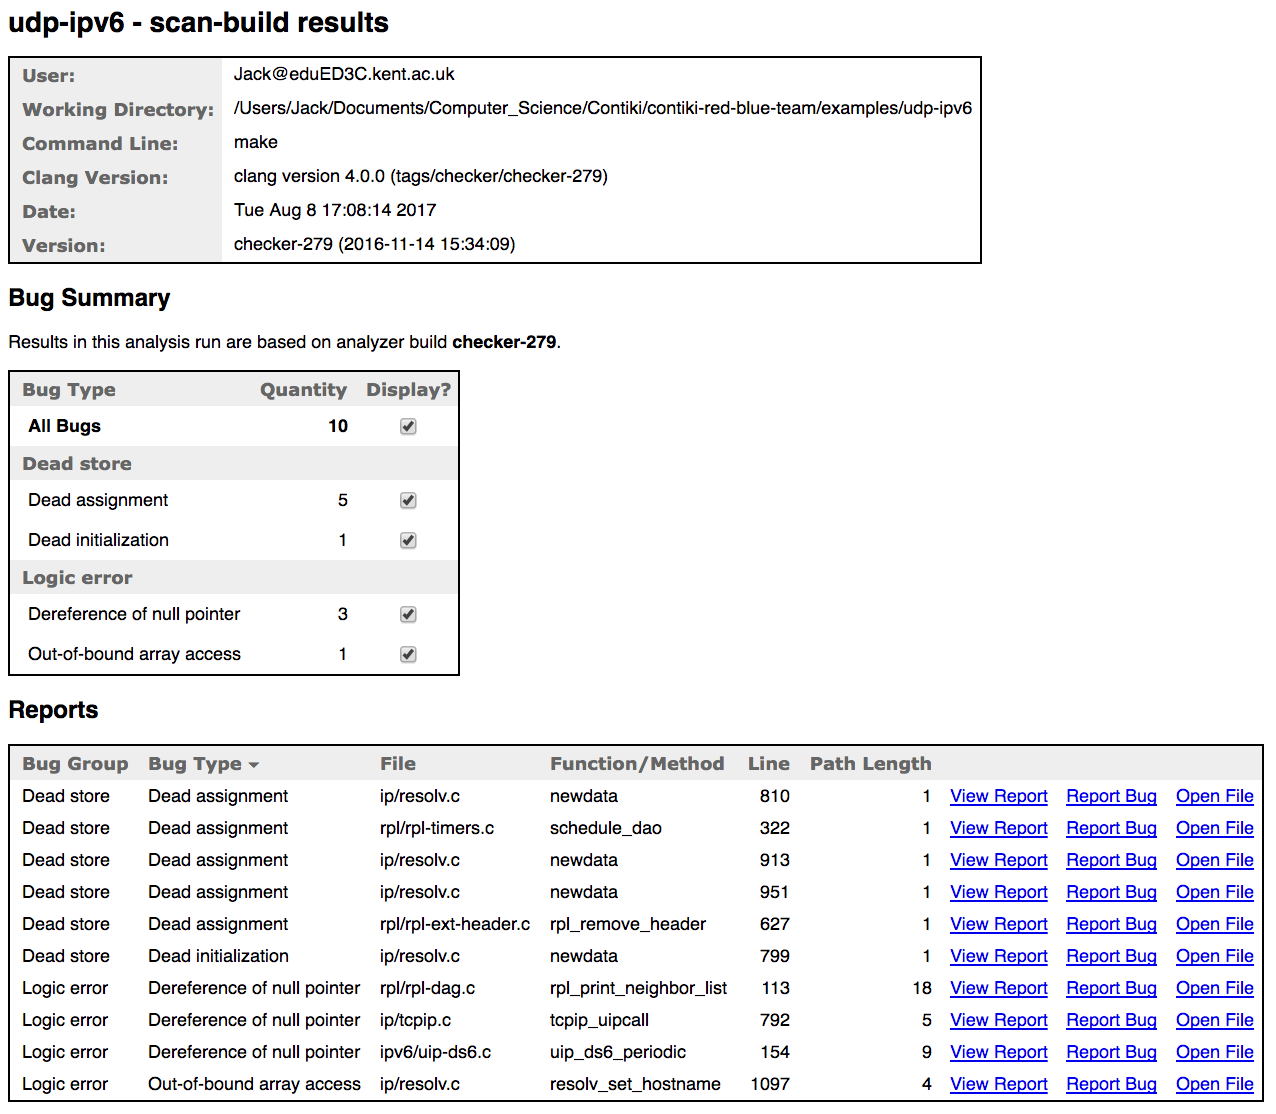 udp-ipv6 - scan-build results
User: Jack@eduED3C.kent.ac.uk
Working Directory: /Users/Jack/Documents/Computer_Science/Contiki/contiki-red-blue-team/examples/udp-ipv6
Command Line: make
Clang Version: clang version 4.0.0 (tags/checker/checker-279)
Date: Tue Aug 8 17:08:14 2017
Version: checker-279 (2016-11-14 15:34:09)
Bug Summary
Results in this analysis run are based on analyzer build checker-279.
Bug Type Quantity Display?
All Bugs 10
Dead store
Dead assignment 5
Dead initialization 1
Logic error
Dereference of null pointer 3
Out-of-bound array access 1
Reports
Bug Group Bug Type File Function/Method Line Path Length
Dead store Dead assignment ip/resolv.c newdata 810 1 View Report Report Bug Open File
Dead store Dead assignment rpl/rpl-timers.c schedule_dao 322 1 View Report Report Bug Open File
Dead store Dead assignment ip/resolv.c newdata 913 1 View Report Report Bug Open File
Dead store Dead assignment ip/resolv.c newdata 951 1 View Report Report Bug Open File
Dead store Dead assignment rpl/rpl-ext-header.c rpl_remove_header 627 1 View Report Report Bug Open File
Dead store Dead initialization ip/resolv.c newdata 799 1 View Report Report Bug Open File
Logic error Dereference of null pointer rpl/rpl-dag.c rpl_print_neighbor_list 113 18 View Report Report Bug Open File
Logic error Dereference of null pointer ip/tcpip.c tcpip_uipcall 792 5 View Report Report Bug Open File
Logic error Dereference of null pointer ipv6/uip-ds6.c uip_ds6_periodic 154 9 View Report Report Bug Open File
Logic error Out-of-bound array access ip/resolv.c resolv_set_hostname 1097 4 View Report Report Bug Open File